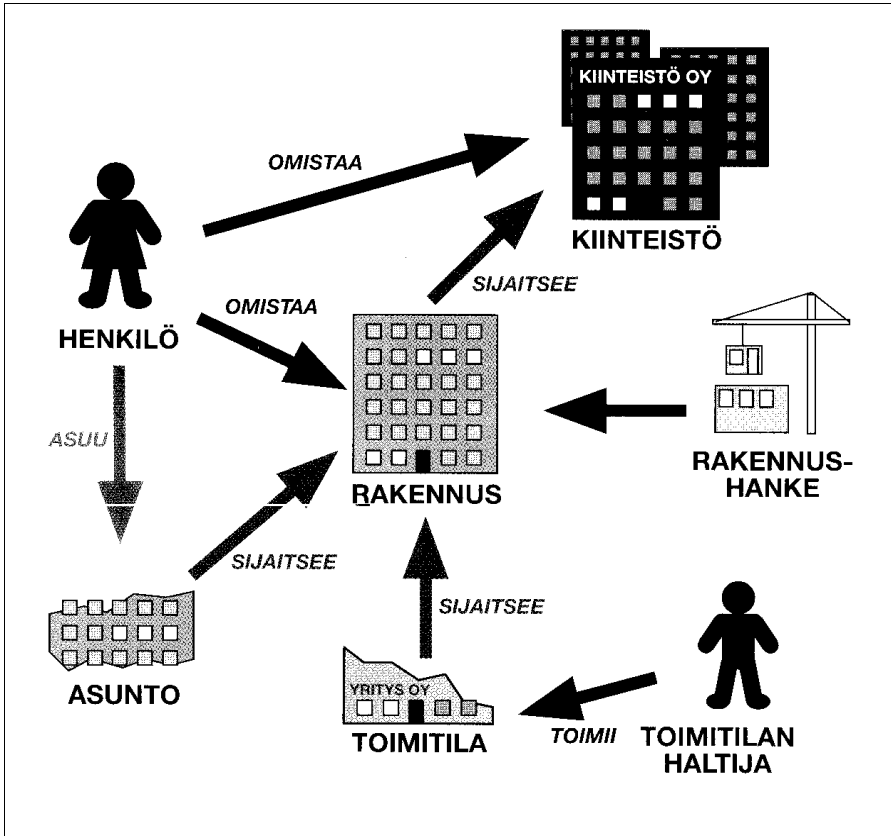 KIINTEISTÖ OY
OMISTAA
KIINTEISTÖ
SIJAITSEE
OMISTAA
HENKILÖ
ASUU
RAKENNUS-
HANKE
RAKENNUS
SIJAITSEE
SIJAITSEE
ASUNTO
YRITYS OY
TOIMITILA
TOIMII
TOIMITILAN
HALTIJA